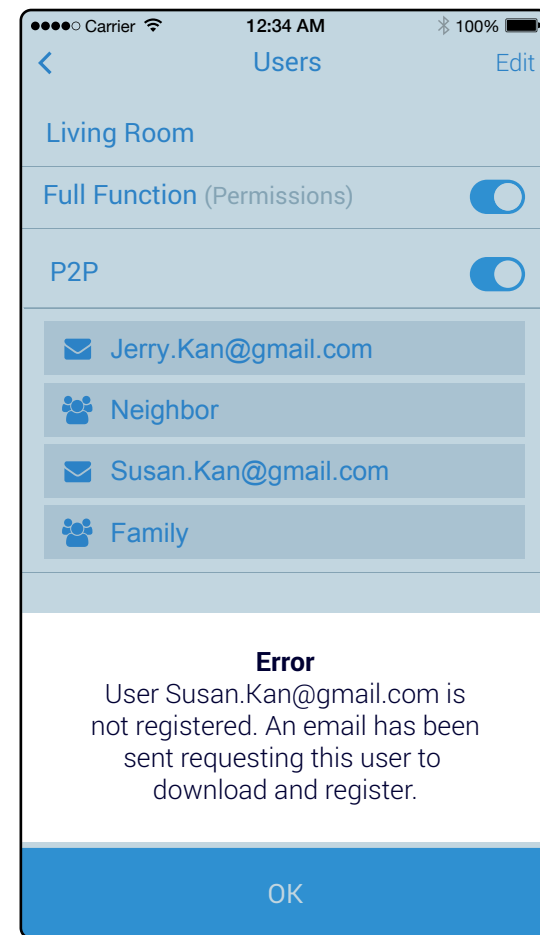 Carrier 12:34 AM 100%
Users Edit
Living Room
Full Function (Permissions)
P2P
Jerry.Kan@gmail.com
Neighbor
Susan.Kan@gmail.com
Family
Error
User Susan.Kan@gmail.com is
not registered. An email has been
sent requesting this user to
download and register.
OK